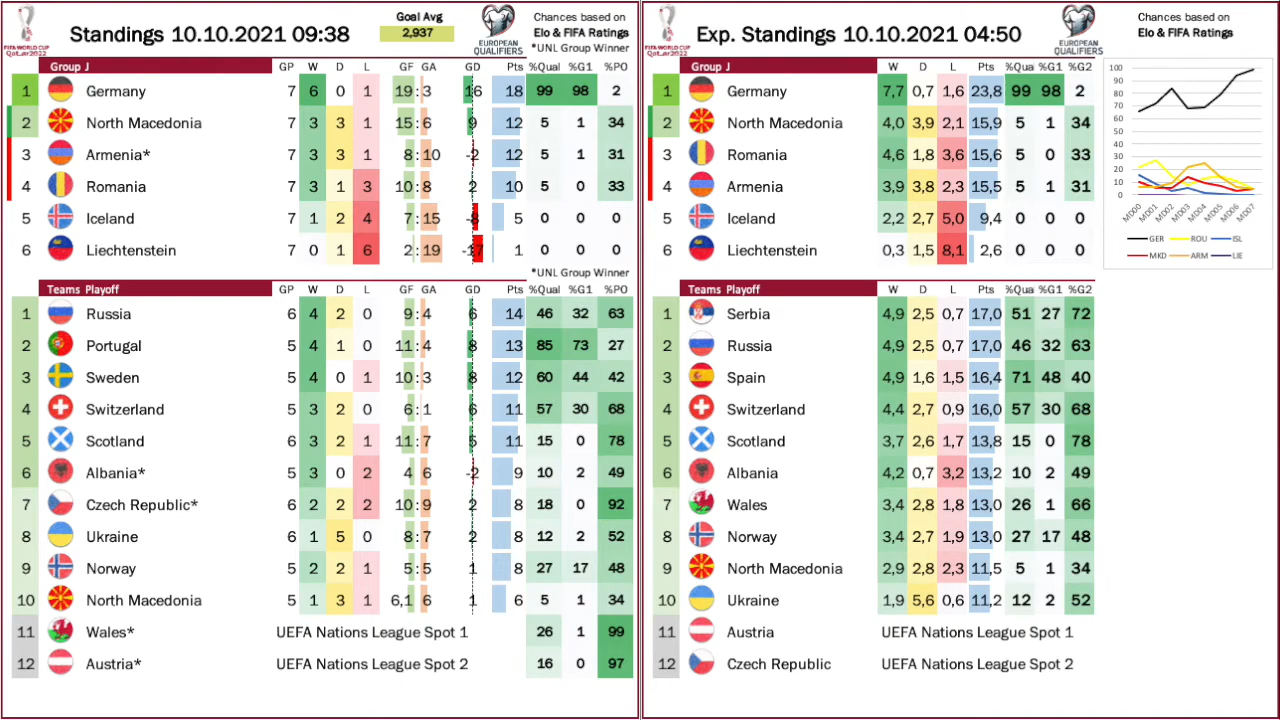 FIFA WORLD CUP
Qatar2022
Standings 10.10.2021 09:38
Goal Avg
2,937
EUROPEAN
QUALIFIERS
Chances based on
Elo & FIFA Ratings
*UNL Group Winner
Group J GP W D L GF GA GD Pts %Qual %G1 %PO
1 Germany 7 6 0 1 19 : 3 16 18 99 98 2
2 North Macedonia 7 3 3 1 15 : 6 9 12 5 1 34
3 Armenia* 7 3 3 1 8 : 10 -2 12 5 1 31
4 Romania 7 3 1 3 10 : 8 2 10 5 0 33
5 Iceland 7 1 2 4 7 : 15 -8 5 0 0 0
6 Liechtenstein 7 0 1 6 2 : 19 -17 1 0 0 0
*UNL Group Winner
Teams Playoff GP W D L GF GA GD Pts %Qual %G1 %PO
1 Russia 6 4 2 0 9 : 4 6 14 46 32 63
2 Portugal 5 4 1 0 11 : 4 8 13 85 73 27
3 Sweden 5 4 0 1 10 : 3 8 12 60 44 42
4 Switzerland 5 3 2 0 6 : 1 6 11 57 30 68
5 Scotland 6 3 2 1 11 : 7 5 11 15 0 78
6 Albania* 5 3 0 2 4 6 -2 9 10 2 49
7 Czech Republic* 6 2 2 2 10 : 9 2 8 18 0 92
8 Ukraine 6 1 5 0 8 : 7 2 8 12 2 52
9 Norway 5 2 2 1 5 : 5 1 8 27 17 48
10 North Macedonia 5 1 3 1 6,1 6 1 6 5 1 34
11 Wales* UEFA Nations League Spot 1 26 1 99
12 Austria* UEFA Nations League Spot 2 16 0 97
FIFA WORLD CUP
Qatar2022
Exp. Standings 10.10.2021 04:50
EUROPEAN
QUALIFIERS
Chances based on
Elo & FIFA Ratings
Group J W D L Pts %Qua %G1 %G2
1 Germany 7,7 0,7 1,6 23,8 99 98 2
2 North Macedonia 4,0 3,9 2,1 15,9 5 1 34
3 Romania 4,6 1,8 3,6 15,6 5 0 33
4 Armenia 3,9 3,8 2,3 15,5 5 1 31
5 Iceland 2,2 2,7 5,0 9,4 0 0 0
6 Liechtenstein 0,3 1,5 8,1 2,6 0 0 0
100
90
80
70
60
50
40
30
20
10
0
M000 M001 M002 M003 M004 M005 M006 M007
GER ROU ISL
MKD ARM LIE
Teams Playoff W D L Pts %Qua %G1 %G2
1 Serbia 4,9 2,5 0,7 17,0 51 27 72
2 Russia 4,9 2,5 0,7 17,0 46 32 63
3 Spain 4,9 1,6 1,5 16,4 71 48 40
4 Switzerland 4,4 2,7 0,9 16,0 57 30 68
5 Scotland 3,7 2,6 1,7 13,8 15 0 78
6 Albania 4,2 0,7 3,2 13,2 10 2 49
7 Wales 3,4 2,8 1,8 13,0 26 1 66
8 Norway 3,4 2,7 1,9 13,0 27 17 48
9 North Macedonia 2,9 2,8 2,3 11,5 5 1 34
10 Ukraine 1,9 5,6 0,6 11,2 12 2 52
11 Austria UEFA Nations League Spot 1
12 Czech Republic UEFA Nations League Spot 2